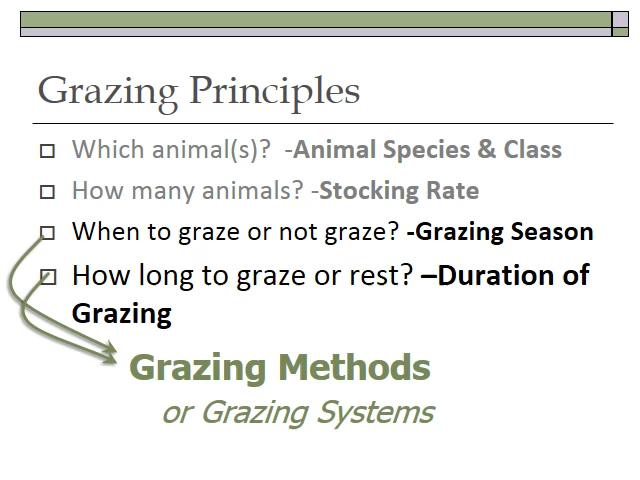 Grazing Principles
Which animal(s)?  -Animal Species & Class
How many animals? -Stocking Rate
When to graze or not graze? -Grazing Season
How long to graze or rest? –Duration of
Grazing
Grazing Methods
or Grazing Systems